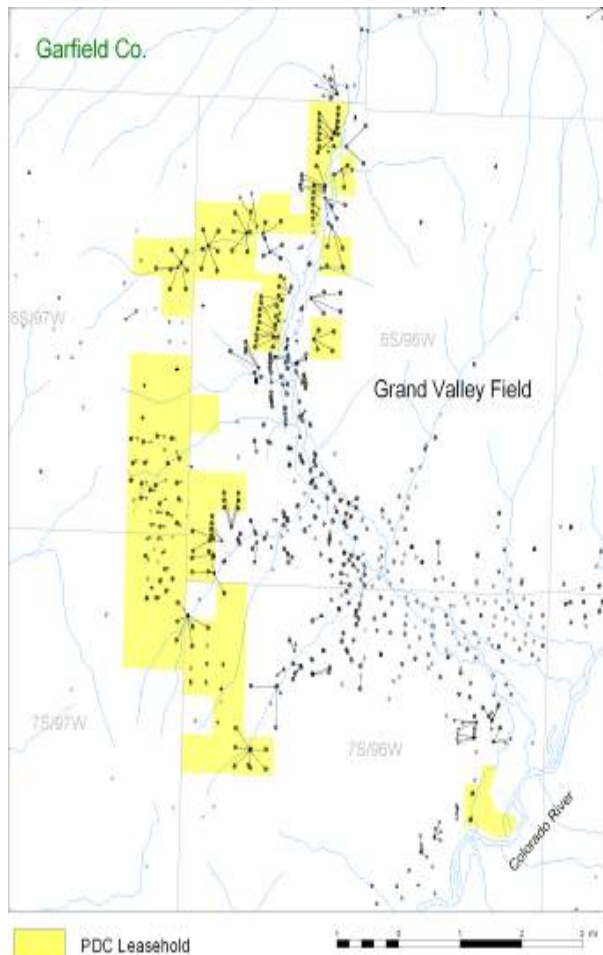 Garfield Co.
6S/97W
6S/96W
Grand Valley Field
7S/97W
7S/96W
Colorado River
PDC Leasehold